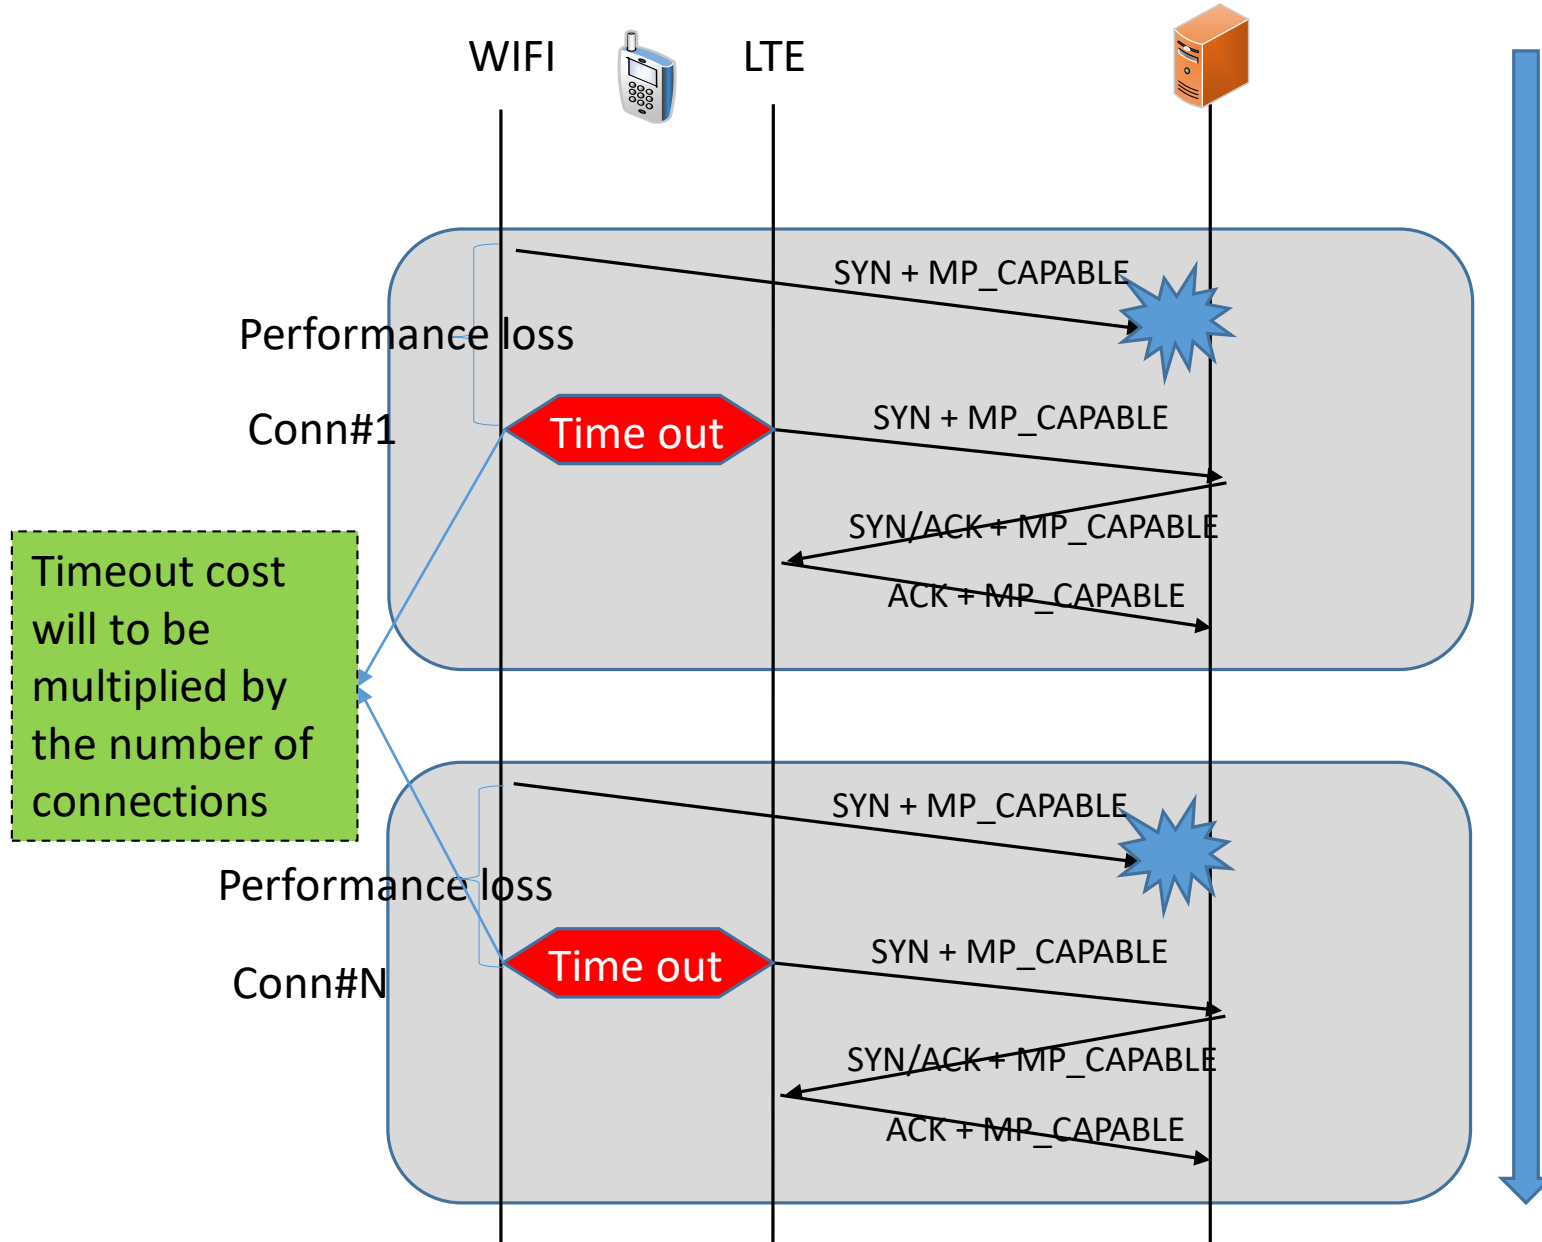 WIFI
LTE
SYN + MP_CAPABLE
Performance loss
Conn#1
Time out
SYN + MP_CAPABLE
SYN/ACK + MP_CAPABLE
ACK + MP_CAPABLE
Timeout cost
will to be
multiplied by
the number of
connections
SYN + MP_CAPABLE
Performance loss
Conn#N
Time out
SYN + MP_CAPABLE
SYN/ACK + MP_CAPABLE
ACK + MP_CAPABLE